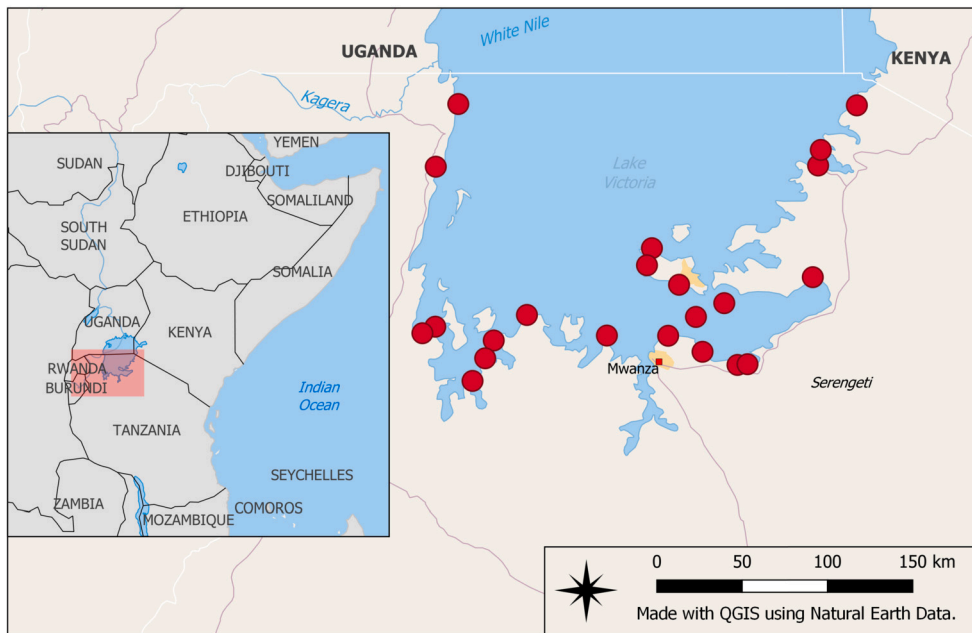 White Nile
UGANDA
KENYA
Kagera
Lake
Victoria
Mwanza
Serengeti
YEMEN
SUDAN
DJIBOUTI
SOMALILAND
ETHIOPIA
SOUTH
SUDAN
SOMALIA
UGANDA
KENYA
RWANDA
BURUNDI
Indian
Ocean
TANZANIA
SEYCHELLES
ZAMBIA
COMOROS
MOZAMBIQUE
0 50 100 150 km
Made with QGIS using Natural Earth Data.